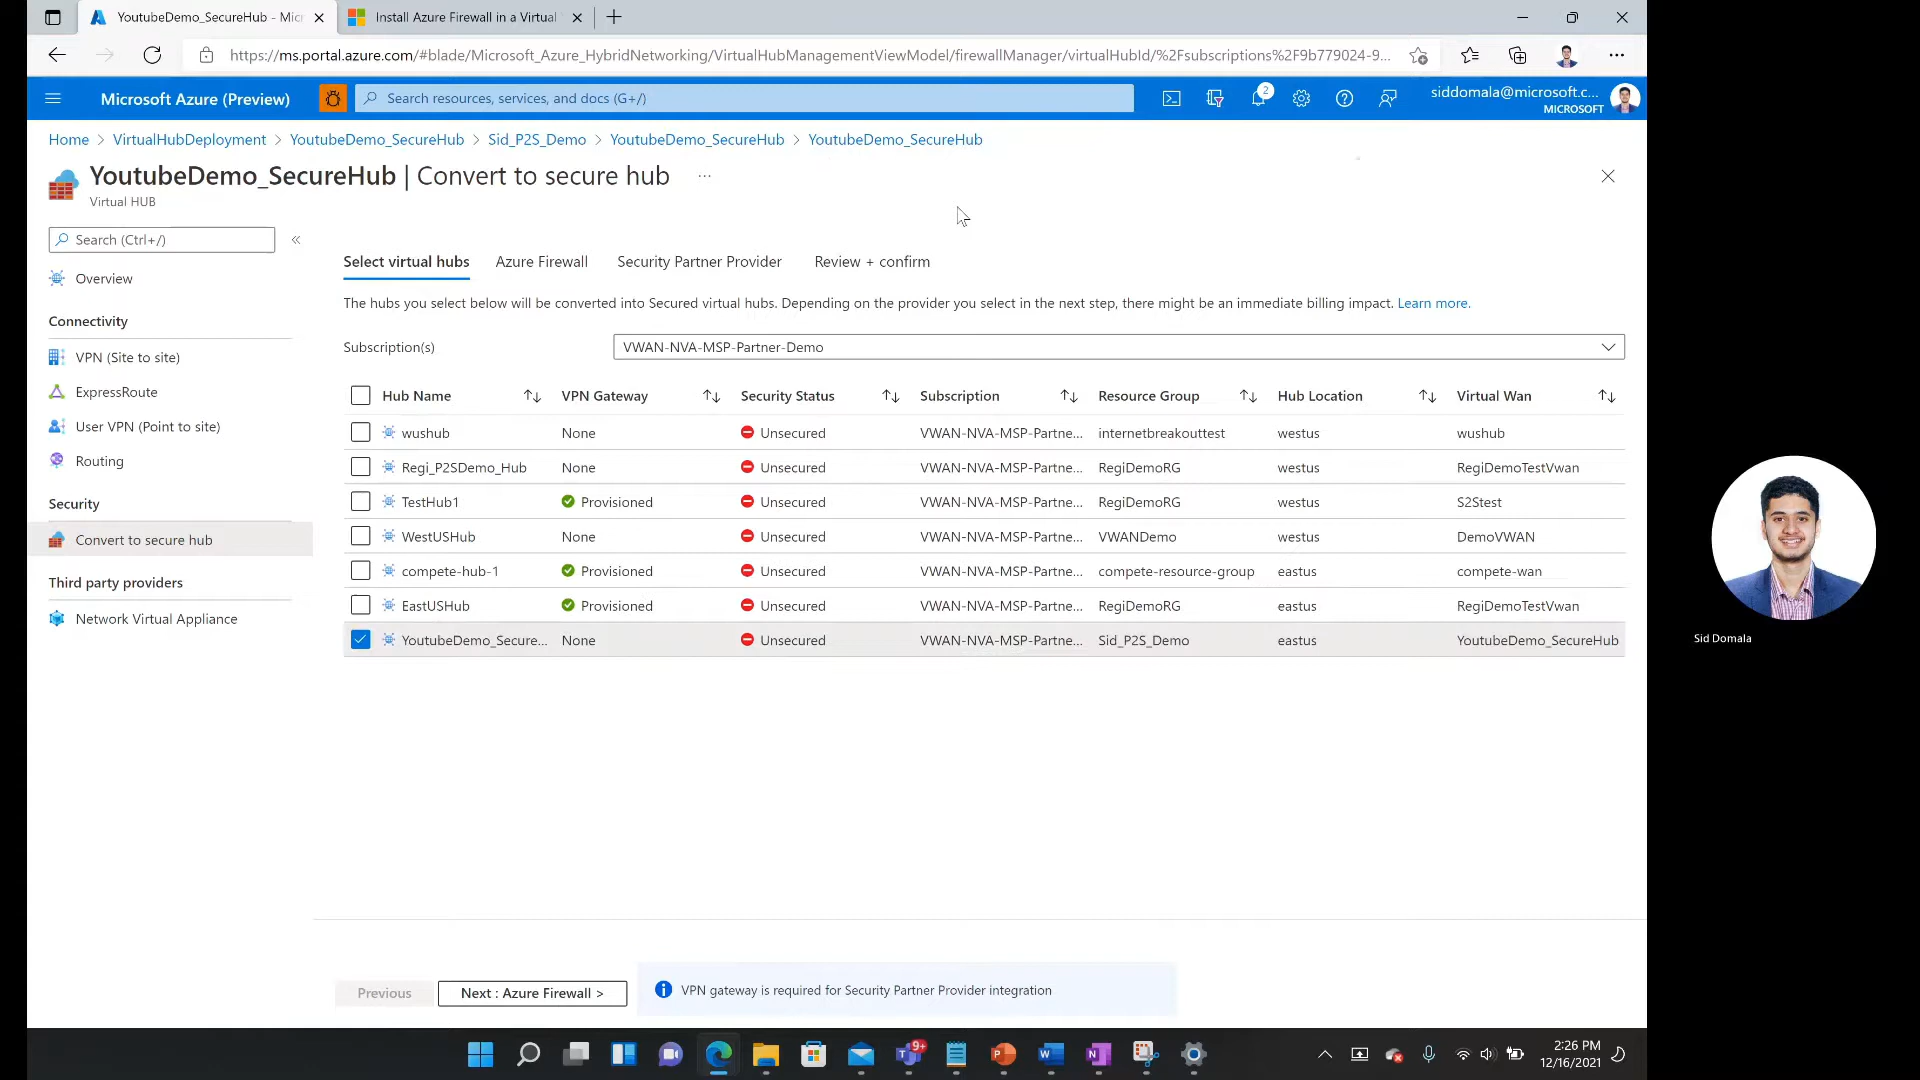 YoutubeDemo_SecureHub - Mic
Install Azure Firewall in a Virtual
https://ms.portal.azure.com/#blade/Microsoft_Azure_HybridNetworking/VirtualHubManagementViewModel/firewallManager/virtualHubId/%2Fsubscriptions%2F9b779024-9...
Microsoft Azure (Preview)
Search resources, services, and docs (G+/)
2
siddomala@microsoft.c...
MICROSOFT
Home > VirtualHubDeployment > YoutubeDemo_SecureHub > Sid_P2S_Demo > YoutubeDemo_SecureHub > YoutubeDemo_SecureHub
YoutubeDemo_SecureHub | Convert to secure hub ...
Virtual HUB
Search (Ctrl+/)
«
Overview
Connectivity
VPN (Site to site)
ExpressRoute
User VPN (Point to site)
Routing
Security
Convert to secure hub
Third party providers
Network Virtual Appliance
Select virtual hubs Azure Firewall Security Partner Provider Review + confirm
The hubs you select below will be converted into Secured virtual hubs. Depending on the provider you select in the next step, there might be an immediate billing impact. Learn more.
Subscription(s) VWAN-NVA-MSP-Partner-Demo
Hub Name VPN Gateway Security Status Subscription Resource Group Hub Location Virtual Wan
wushub None Unsecured VWAN-NVA-MSP-Partne... internetbreakouttest westus wushub
Regi_P2SDemo_Hub None Unsecured VWAN-NVA-MSP-Partne... RegiDemoRG westus RegiDemoTestVwan
TestHub1 Provisioned Unsecured VWAN-NVA-MSP-Partne... RegiDemoRG westus S2Stest
WestUSHub None Unsecured VWAN-NVA-MSP-Partne... VWANDemo westus DemoVWAN
compete-hub-1 Provisioned Unsecured VWAN-NVA-MSP-Partne... compete-resource-group eastus compete-wan
EastUSHub Provisioned Unsecured VWAN-NVA-MSP-Partne... RegiDemoRG eastus RegiDemoTestVwan
YoutubeDemo_Secure... None Unsecured VWAN-NVA-MSP-Partne... Sid_P2S_Demo eastus YoutubeDemo_SecureHub
Previous
Next : Azure Firewall >
VPN gateway is required for Security Partner Provider integration
9+
2:26 PM
12/16/2021
Sid Domala